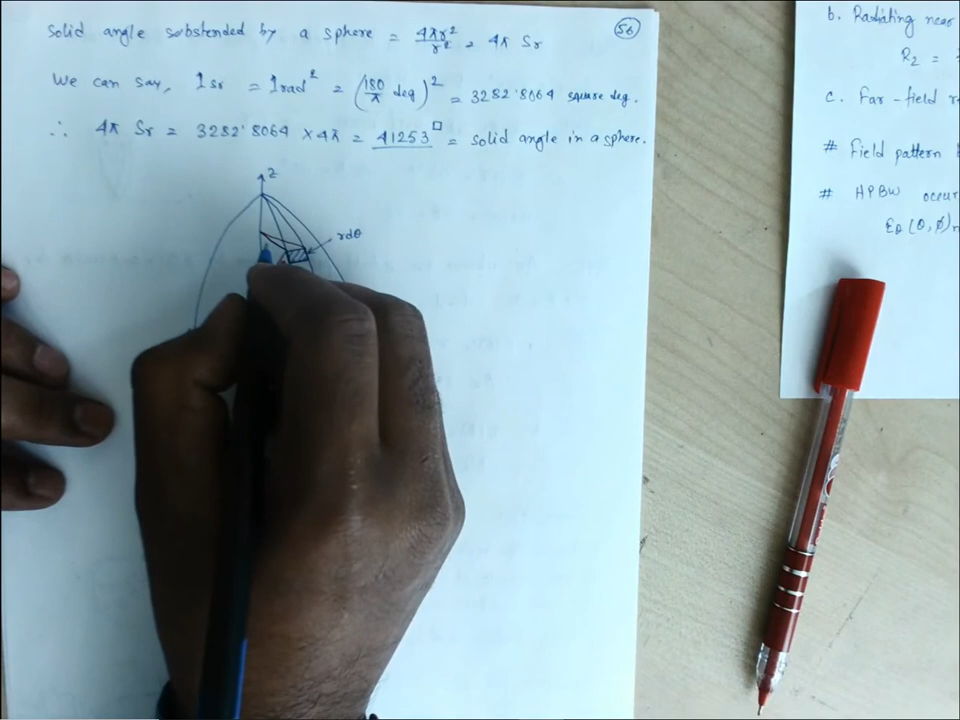 Solid angle substended by a sphere = 4πr²/r² = 4π Sr
56
We can say, 1 sr = 1 rad² = (180/π deg)² = 3282.8064 square deg.
∴ 4π Sr = 3282.8064 × 4π = 41253□ = solid angle in a sphere.
z
rdθ
b. Radiating near
R₂ =
c. Far-field
# Field pattern
# HPBW occur
Eₙ(θ,ϕ)